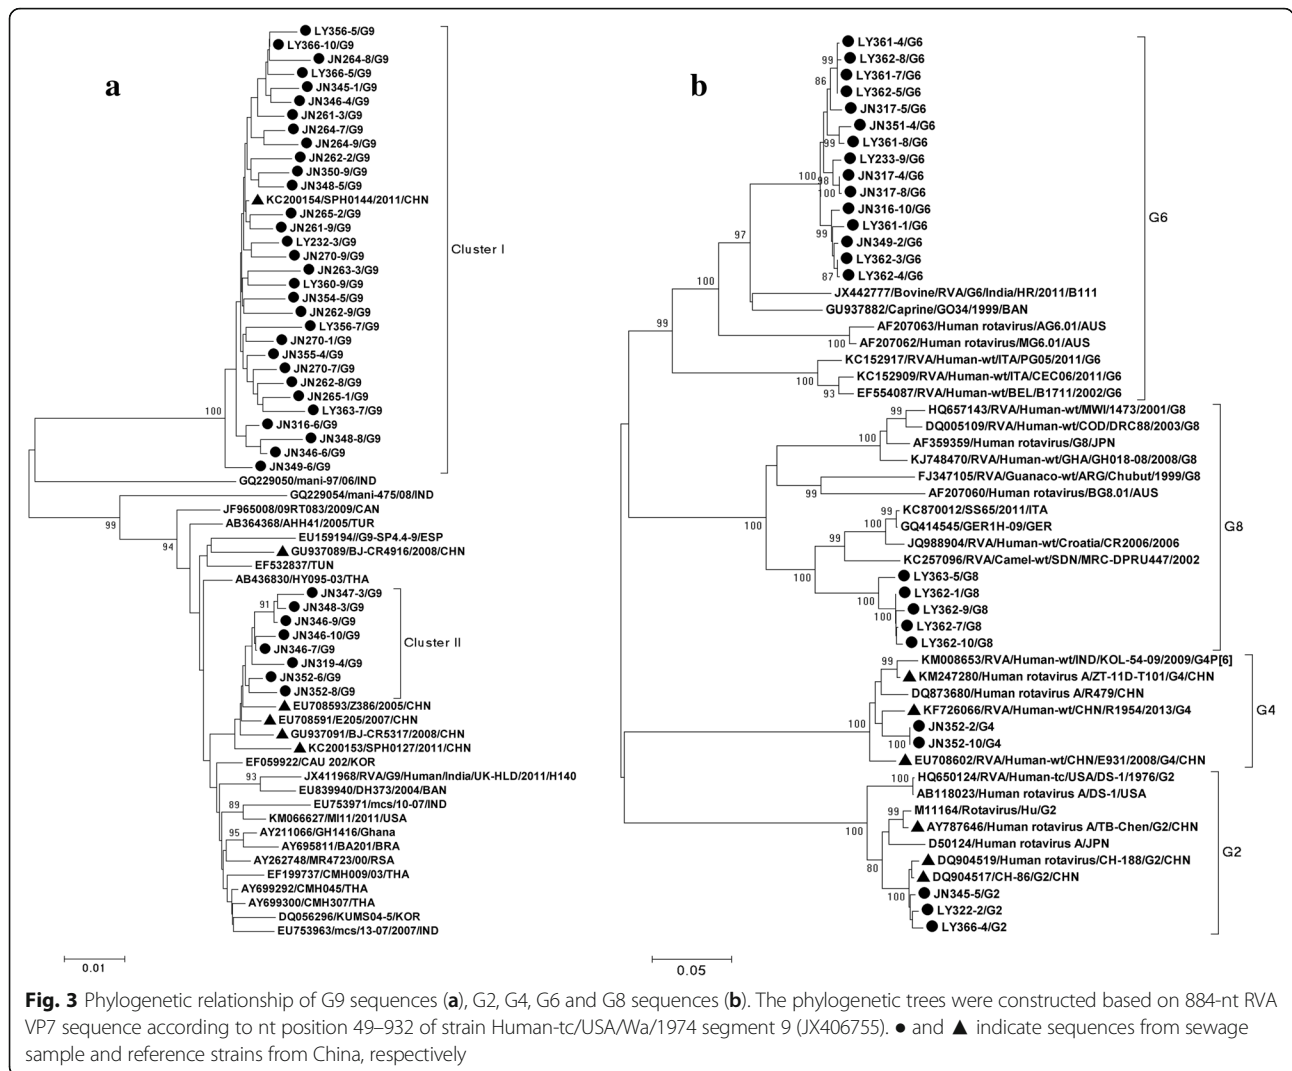 a
LY356-5/G9
LY366-10/G9
JN264-8/G9
LY366-5/G9
JN345-1/G9
JN346-4/G9
JN261-3/G9
JN264-7/G9
JN264-9/G9
JN262-2/G9
JN350-9/G9
JN348-5/G9
KC200154/SPH0144/2011/CHN
JN265-2/G9
JN261-9/G9
LY232-3/G9
JN270-9/G9
JN263-3/G9
LY360-9/G9
JN354-5/G9
JN262-9/G9
LY356-7/G9
JN270-1/G9
JN355-4/G9
JN270-7/G9
JN262-8/G9
JN265-1/G9
LY363-7/G9
JN316-6/G9
JN348-8/G9
JN346-6/G9
JN349-6/G9
Cluster I
100
GQ229050/mani-97/06/IND
GQ229054/mani-475/08/IND
JF965008/09RT083/2009/CAN
AB364368/AHH41/2005/TUR
EU159194//G9-SP4.4-9/ESP
GU937089/BJ-CR4916/2008/CHN
EF532837/TUN
AB436830/HY095-03/THA
99
94
JN347-3/G9
JN348-3/G9
JN346-9/G9
JN346-10/G9
JN346-7/G9
JN319-4/G9
JN352-6/G9
JN352-8/G9
91
Cluster II
EU708593/Z386/2005/CHN
EU708591/E205/2007/CHN
GU937091/BJ-CR5317/2008/CHN
KC200153/SPH0127/2011/CHN
EF059922/CAU 202/KOR
JX411968/RVA/G9/Human/India/UK-HLD/2011/H140
EU839940/DH373/2004/BAN
EU753971/mcs/10-07/IND
KM066627/MI11/2011/USA
AY211066/GH1416/Ghana
AY695811/BA201/BRA
AY262748/MR4723/00/RSA
EF199737/CMH009/03/THA
AY699292/CMH045/THA
AY699300/CMH307/THA
DQ056296/KUMS04-5/KOR
EU753963/mcs/13-07/2007/IND
93
89
95
0.01
b
LY361-4/G6
LY362-8/G6
LY361-7/G6
LY362-5/G6
JN317-5/G6
JN351-4/G6
LY361-8/G6
LY233-9/G6
JN317-4/G6
JN317-8/G6
JN316-10/G6
LY361-1/G6
JN349-2/G6
LY362-3/G6
LY362-4/G6
JX442777/Bovine/RVA/G6/India/HR/2011/B111
GU937882/Caprine/GO34/1999/BAN
AF207063/Human rotavirus/AG6.01/AUS
AF207062/Human rotavirus/MG6.01/AUS
KC152917/RVA/Human-wt/ITA/PG05/2011/G6
KC152909/RVA/Human-wt/ITA/CEC06/2011/G6
EF554087/RVA/Human-wt/BEL/B1711/2002/G6
G6
99
86
99
100
98
100
99
87
97
100
100
99
100
93
HQ657143/RVA/Human-wt/MWI/1473/2001/G8
DQ005109/RVA/Human-wt/COD/DRC88/2003/G8
AF359359/Human rotavirus/G8/JPN
KJ748470/RVA/Human-wt/GHA/GH018-08/2008/G8
FJ347105/RVA/Guanaco-wt/ARG/Chubut/1999/G8
AF207060/Human rotavirus/BG8.01/AUS
KC870012/SS65/2011/ITA
GQ414545/GER1H-09/GER
JQ988904/RVA/Human-wt/Croatia/CR2006/2006
KC257096/RVA/Camel-wt/SDN/MRC-DPRU447/2002
LY363-5/G8
LY362-1/G8
LY362-9/G8
LY362-7/G8
LY362-10/G8
G8
99
100
99
99
100
99
100
100
100
KM008653/RVA/Human-wt/IND/KOL-54-09/2009/G4P[6]
KM247280/Human rotavirus A/ZT-11D-T101/G4/CHN
DQ873680/Human rotavirus A/R479/CHN
KF726066/RVA/Human-wt/CHN/R1954/2013/G4
JN352-2/G4
JN352-10/G4
EU708602/RVA/Human-wt/CHN/E931/2008/G4/CHN
G4
99
100
100
HQ650124/RVA/Human-tc/USA/DS-1/1976/G2
AB118023/Human rotavirus A/DS-1/USA
M11164/Rotavirus/Hu/G2
AY787646/Human rotavirus A/TB-Chen/G2/CHN
D50124/Human rotavirus A/JPN
DQ904519/Human rotavirus/CH-188/G2/CHN
DQ904517/CH-86/G2/CHN
JN345-5/G2
LY322-2/G2
LY366-4/G2
G2
100
99
100
80
100
0.05
Fig. 3 Phylogenetic relationship of G9 sequences (a), G2, G4, G6 and G8 sequences (b). The phylogenetic trees were constructed based on 884-nt RVA
VP7 sequence according to nt position 49–932 of strain Human-tc/USA/Wa/1974 segment 9 (JX406755). ● and ▲ indicate sequences from sewage
sample and reference strains from China, respectively